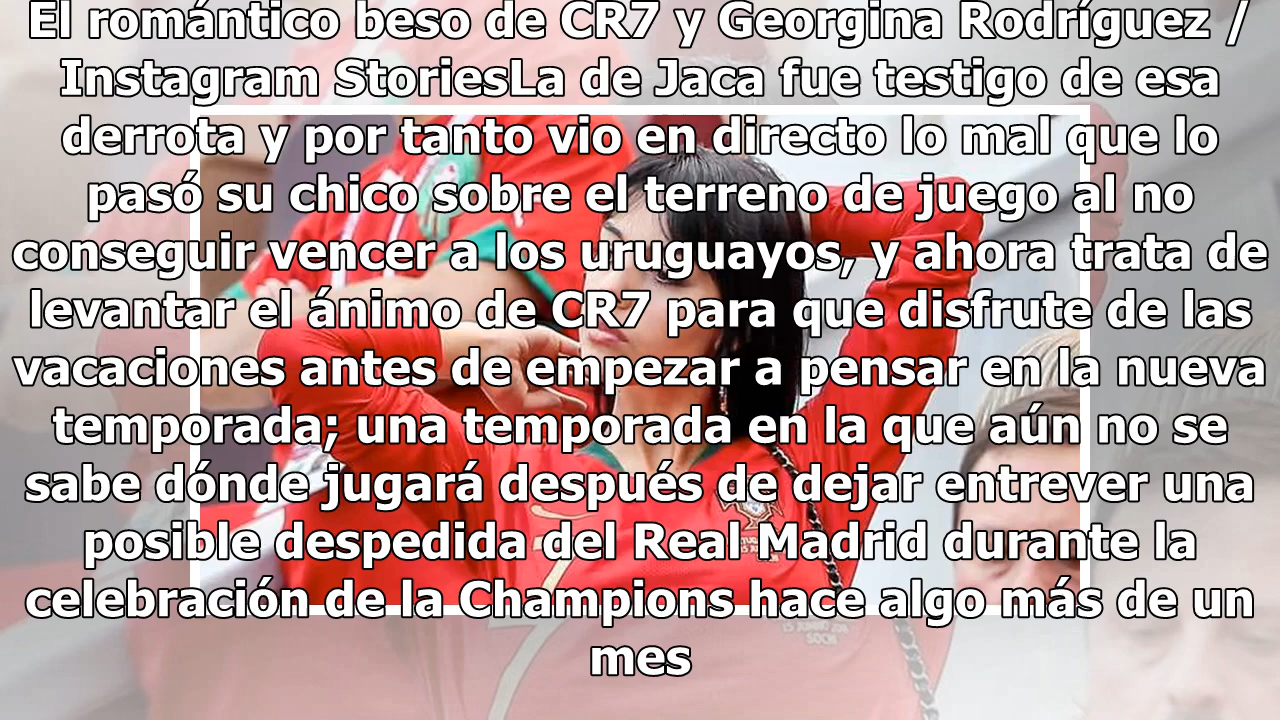 El romántico beso de CR7 y Georgina Rodríguez /
Instagram StoriesLa de Jaca fue testigo de esa
derrota y por tanto vio en directo lo mal que lo
pasó su chico sobre el terreno de juego al no
conseguir vencer a los uruguayos, y ahora trata de
levantar el ánimo de CR7 para que disfrute de las
vacaciones antes de empezar a pensar en la nueva
temporada; una temporada en la que aún no se
sabe dónde jugará después de dejar entrever una
posible despedida del Real Madrid durante la
celebración de la Champions hace algo más de un
mes